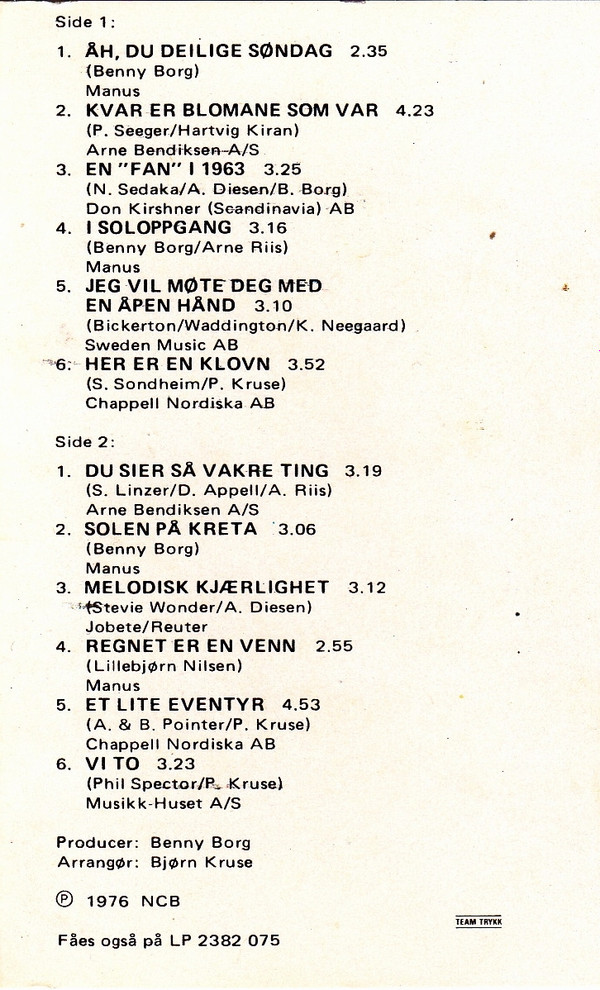 Side 1:
1. ÅH, DU DEILIGE SØNDAG 2.35
(Benny Borg)
Manus
2. KVAR ER BLOMANE SOM VAR 4.23
(P. Seeger/Hartvig Kiran)
Arne Bendiksen A/S
3. EN "FAN" I 1963 3.25
(N. Sedaka/A. Diesen/B. Borg)
Don Kirshner (Scandinavia) AB
4. I SOLOPPGANG 3.16
(Benny Borg/Arne Riis)
Manus
5. JEG VIL MØTE DEG MED
EN ÅPEN HÅND 3.10
(Bickerton/Waddington/K. Neegaard)
Sweden Music AB
6. HER ER EN KLOVN 3.52
(S. Sondheim/P. Kruse)
Chappell Nordiska AB
Side 2:
1. DU SIER SÅ VAKRE TING 3.19
(S. Linzer/D. Appell/A. Riis)
Arne Bendiksen A/S
2. SOLEN PÅ KRETA 3.06
(Benny Borg)
Manus
3. MELODISK KJÆRLIGHET 3.12
(Stevie Wonder/A. Diesen)
Jobete/Reuter
4. REGNET ER EN VENN 2.55
(Lillebjørn Nilsen)
Manus
5. ET LITE EVENTYR 4.53
(A. & B. Pointer/P. Kruse)
Chappell Nordiska AB
6. VI TO 3.23
(Phil Spector/P. Kruse)
Musikk-Huset A/S
Producer: Benny Borg
Arrangør: Bjørn Kruse
℗ 1976 NCB
TEAM TRYKK
Fåes også på LP 2382 075